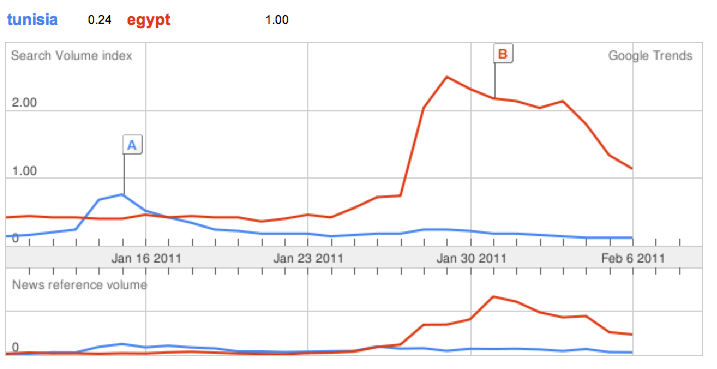 tunisia 0.24 egypt 1.00
Search Volume index Google Trends
B
2.00
A
1.00
0
Jan 16 2011 Jan 23 2011 Jan 30 2011 Feb 6 2011
News reference volume
0